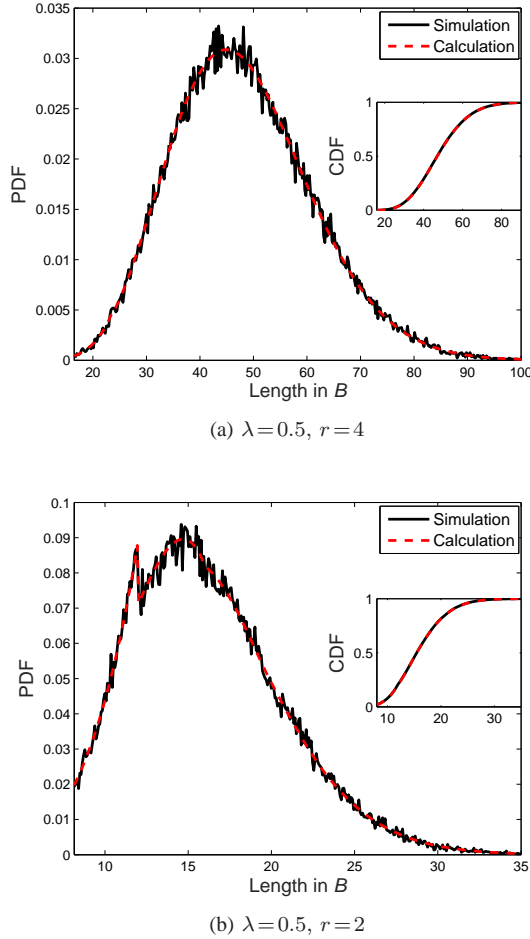 0.035
0.03
0.025
0.02
0.015
0.01
0.005
0
PDF
20 30 40 50 60 70 80 90 100
Length in B
Simulation
Calculation
1
0.5
0
CDF
20 40 60 80
(a) λ=0.5, r=4
0.1
0.09
0.08
0.07
0.06
0.05
0.04
0.03
0.02
0.01
0
PDF
10 15 20 25 30 35
Length in B
Simulation
Calculation
1
0.5
0
CDF
10 20 30
(b) λ=0.5, r=2